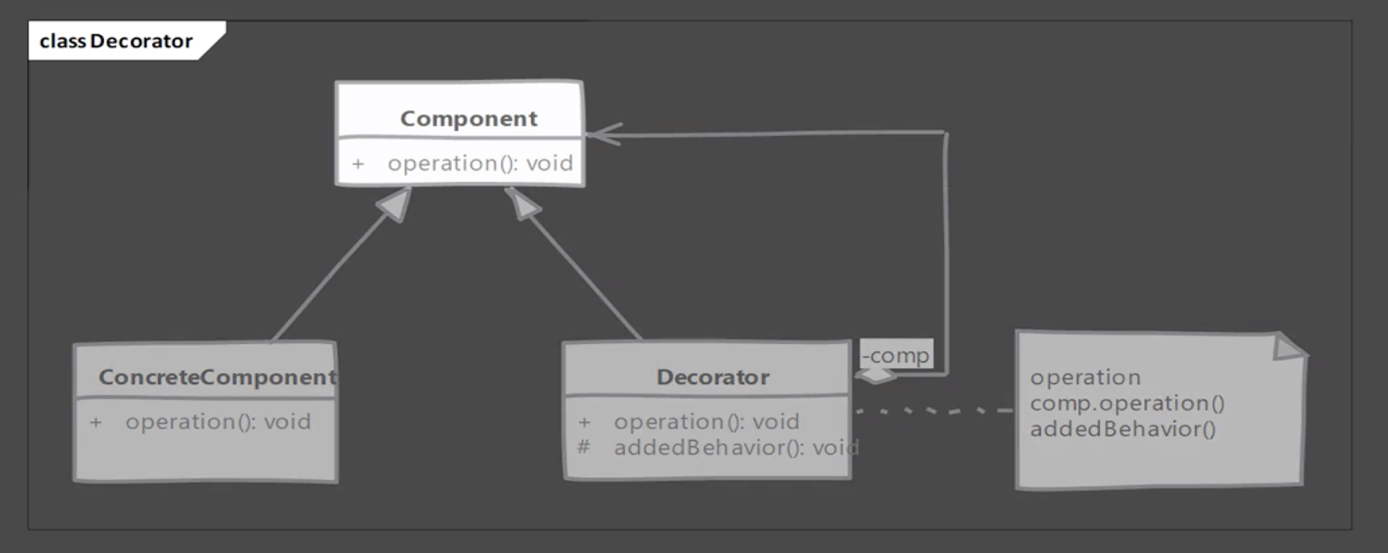 class Decorator
Component
+ operation(): void
ConcreteComponent
+ operation(): void
Decorator
+ operation(): void
# addedBehavior(): void
-comp
operation
comp.operation()
addedBehavior()